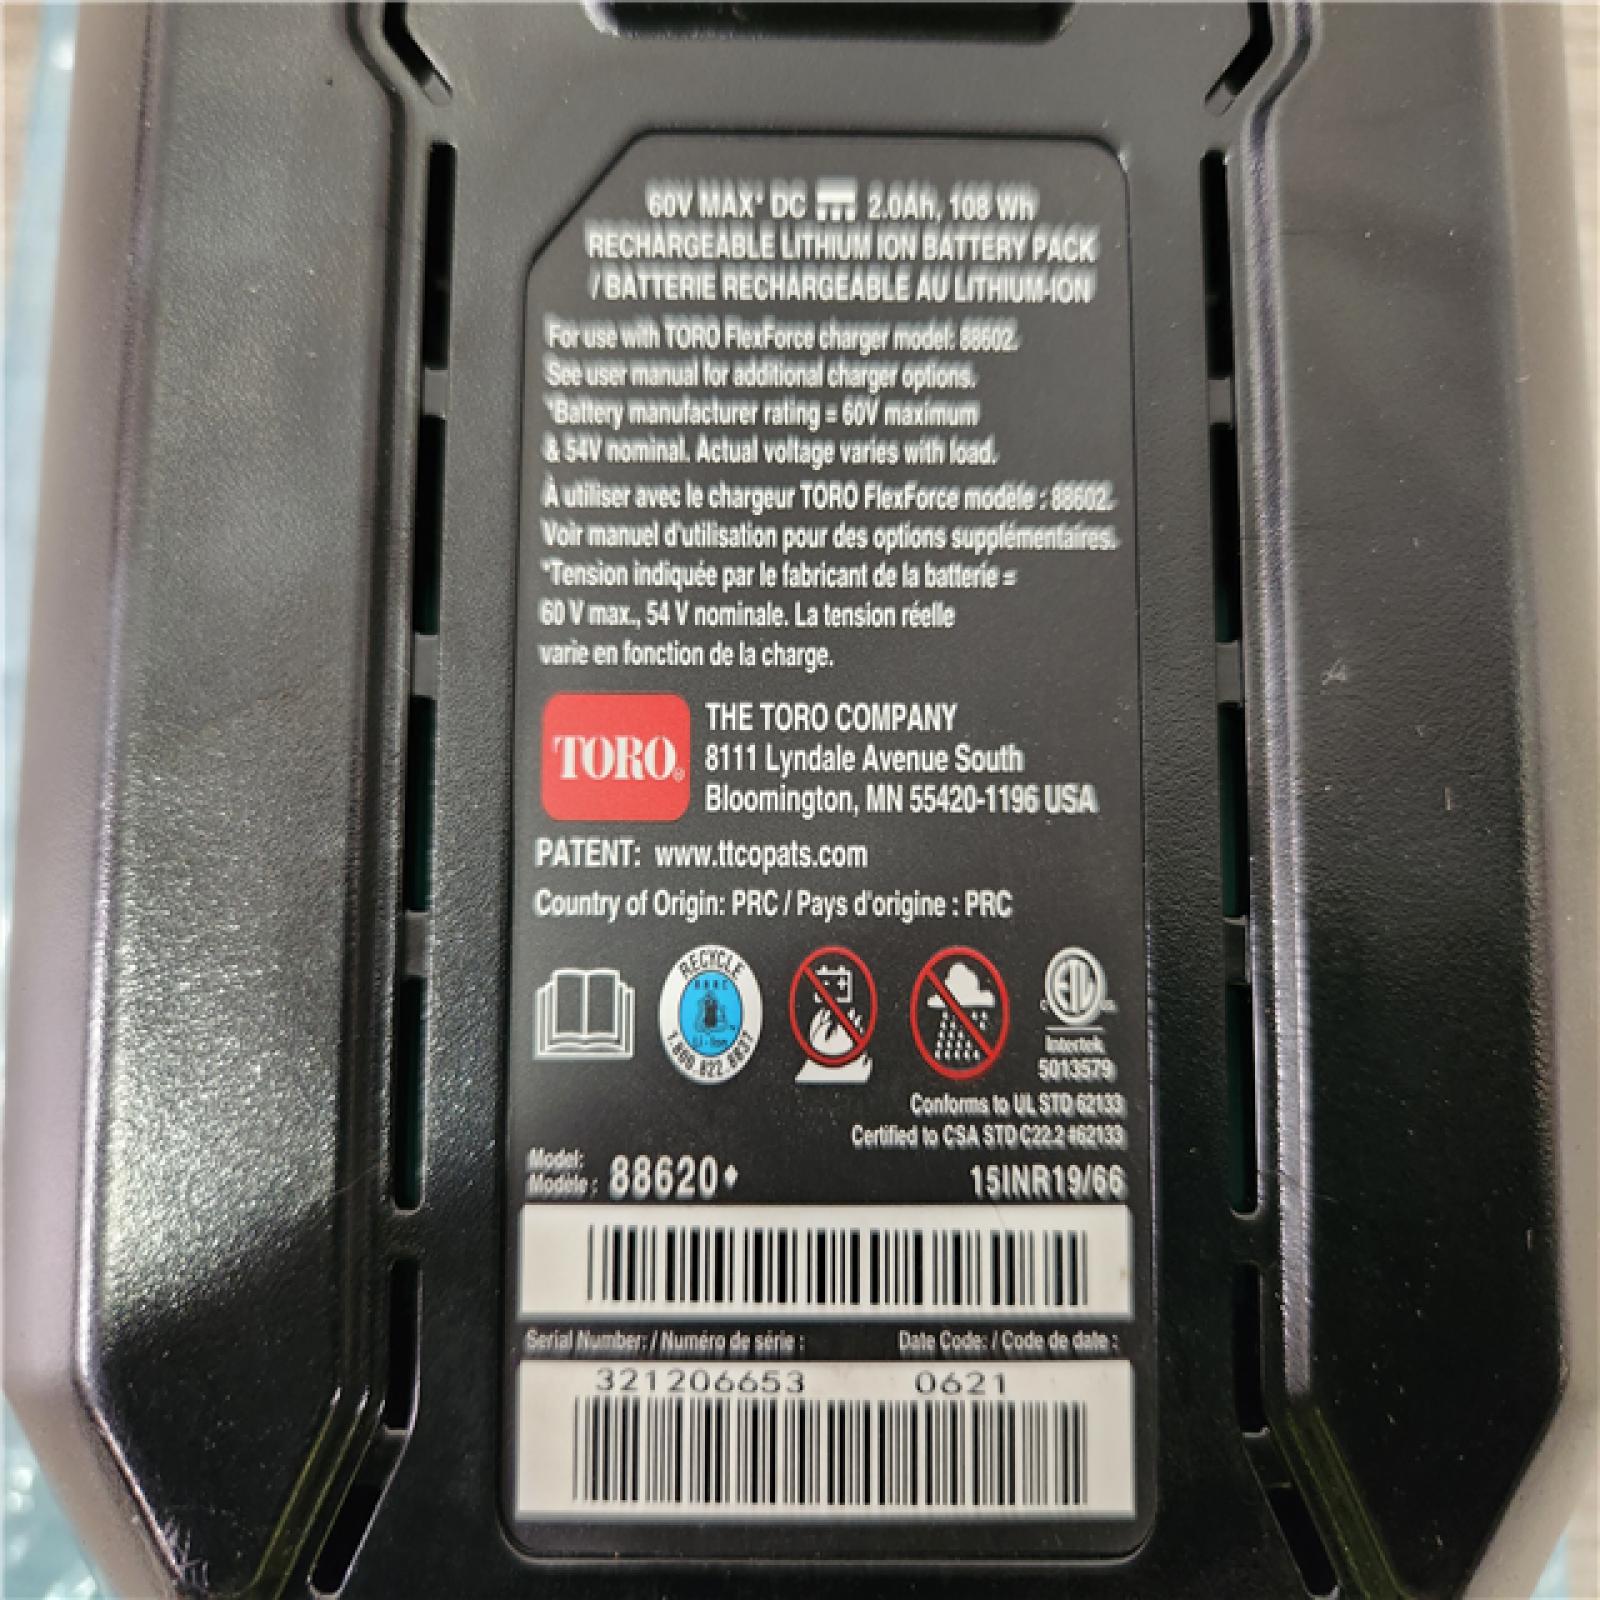 60V MAX* DC 2.0Ah, 108 Wh
RECHARGEABLE LITHIUM ION BATTERY PACK
/ BATTERIE RECHARGEABLE AU LITHIUM-ION
For use with TORO FlexForce charger model: 88602.
See user manual for additional charger options.
*Battery manufacturer rating = 60V maximum
& 54V nominal. Actual voltage varies with load.
À utiliser avec le chargeur TORO FlexForce modèle : 88602.
Voir manuel d'utilisation pour des options supplémentaires.
*Tension indiquée par le fabricant de la batterie =
60 V max., 54 V nominale. La tension réelle
varie en fonction de la charge.
TORO®
THE TORO COMPANY
8111 Lyndale Avenue South
Bloomington, MN 55420-1196 USA
PATENT: www.ttcopats.com
Country of Origin: PRC / Pays d'origine : PRC
RECYCLE
RBRC
Li-Ion
1.800.822.8837
Intertek
5013579
Conforms to UL STD 62133
Certified to CSA STD C22.2 #62133
Model:
Modèle :
88620♦
15INR19/66
Serial Number: / Numéro de série :
Date Code: / Code de date :
321206653
0621